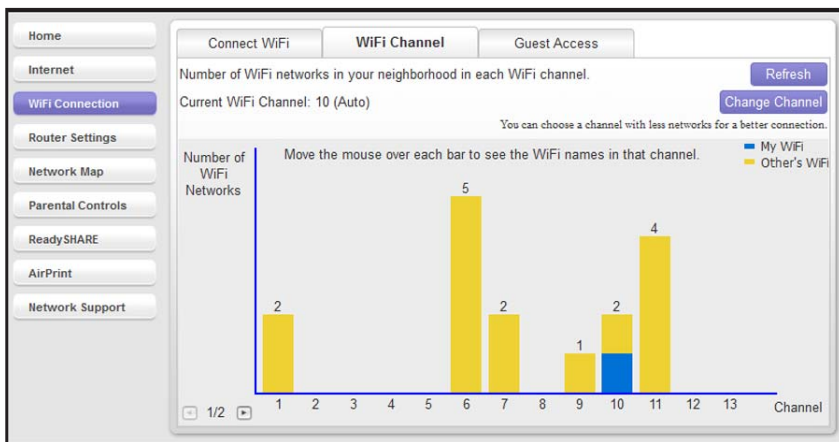 Home
Internet
WiFi Connection
Router Settings
Network Map
Parental Controls
ReadySHARE
AirPrint
Network Support
Connect WiFi
WiFi Channel
Guest Access
Number of WiFi networks in your neighborhood in each WiFi channel.
Refresh
Current WiFi Channel: 10 (Auto)
Change Channel
You can choose a channel with less networks for a better connection.
Number of
WiFi
Networks
Move the mouse over each bar to see the WiFi names in that channel.
My WiFi
Other's WiFi
2
5
2
1
2
4
1 2 3 4 5 6 7 8 9 10 11 12 13 Channel
1/2